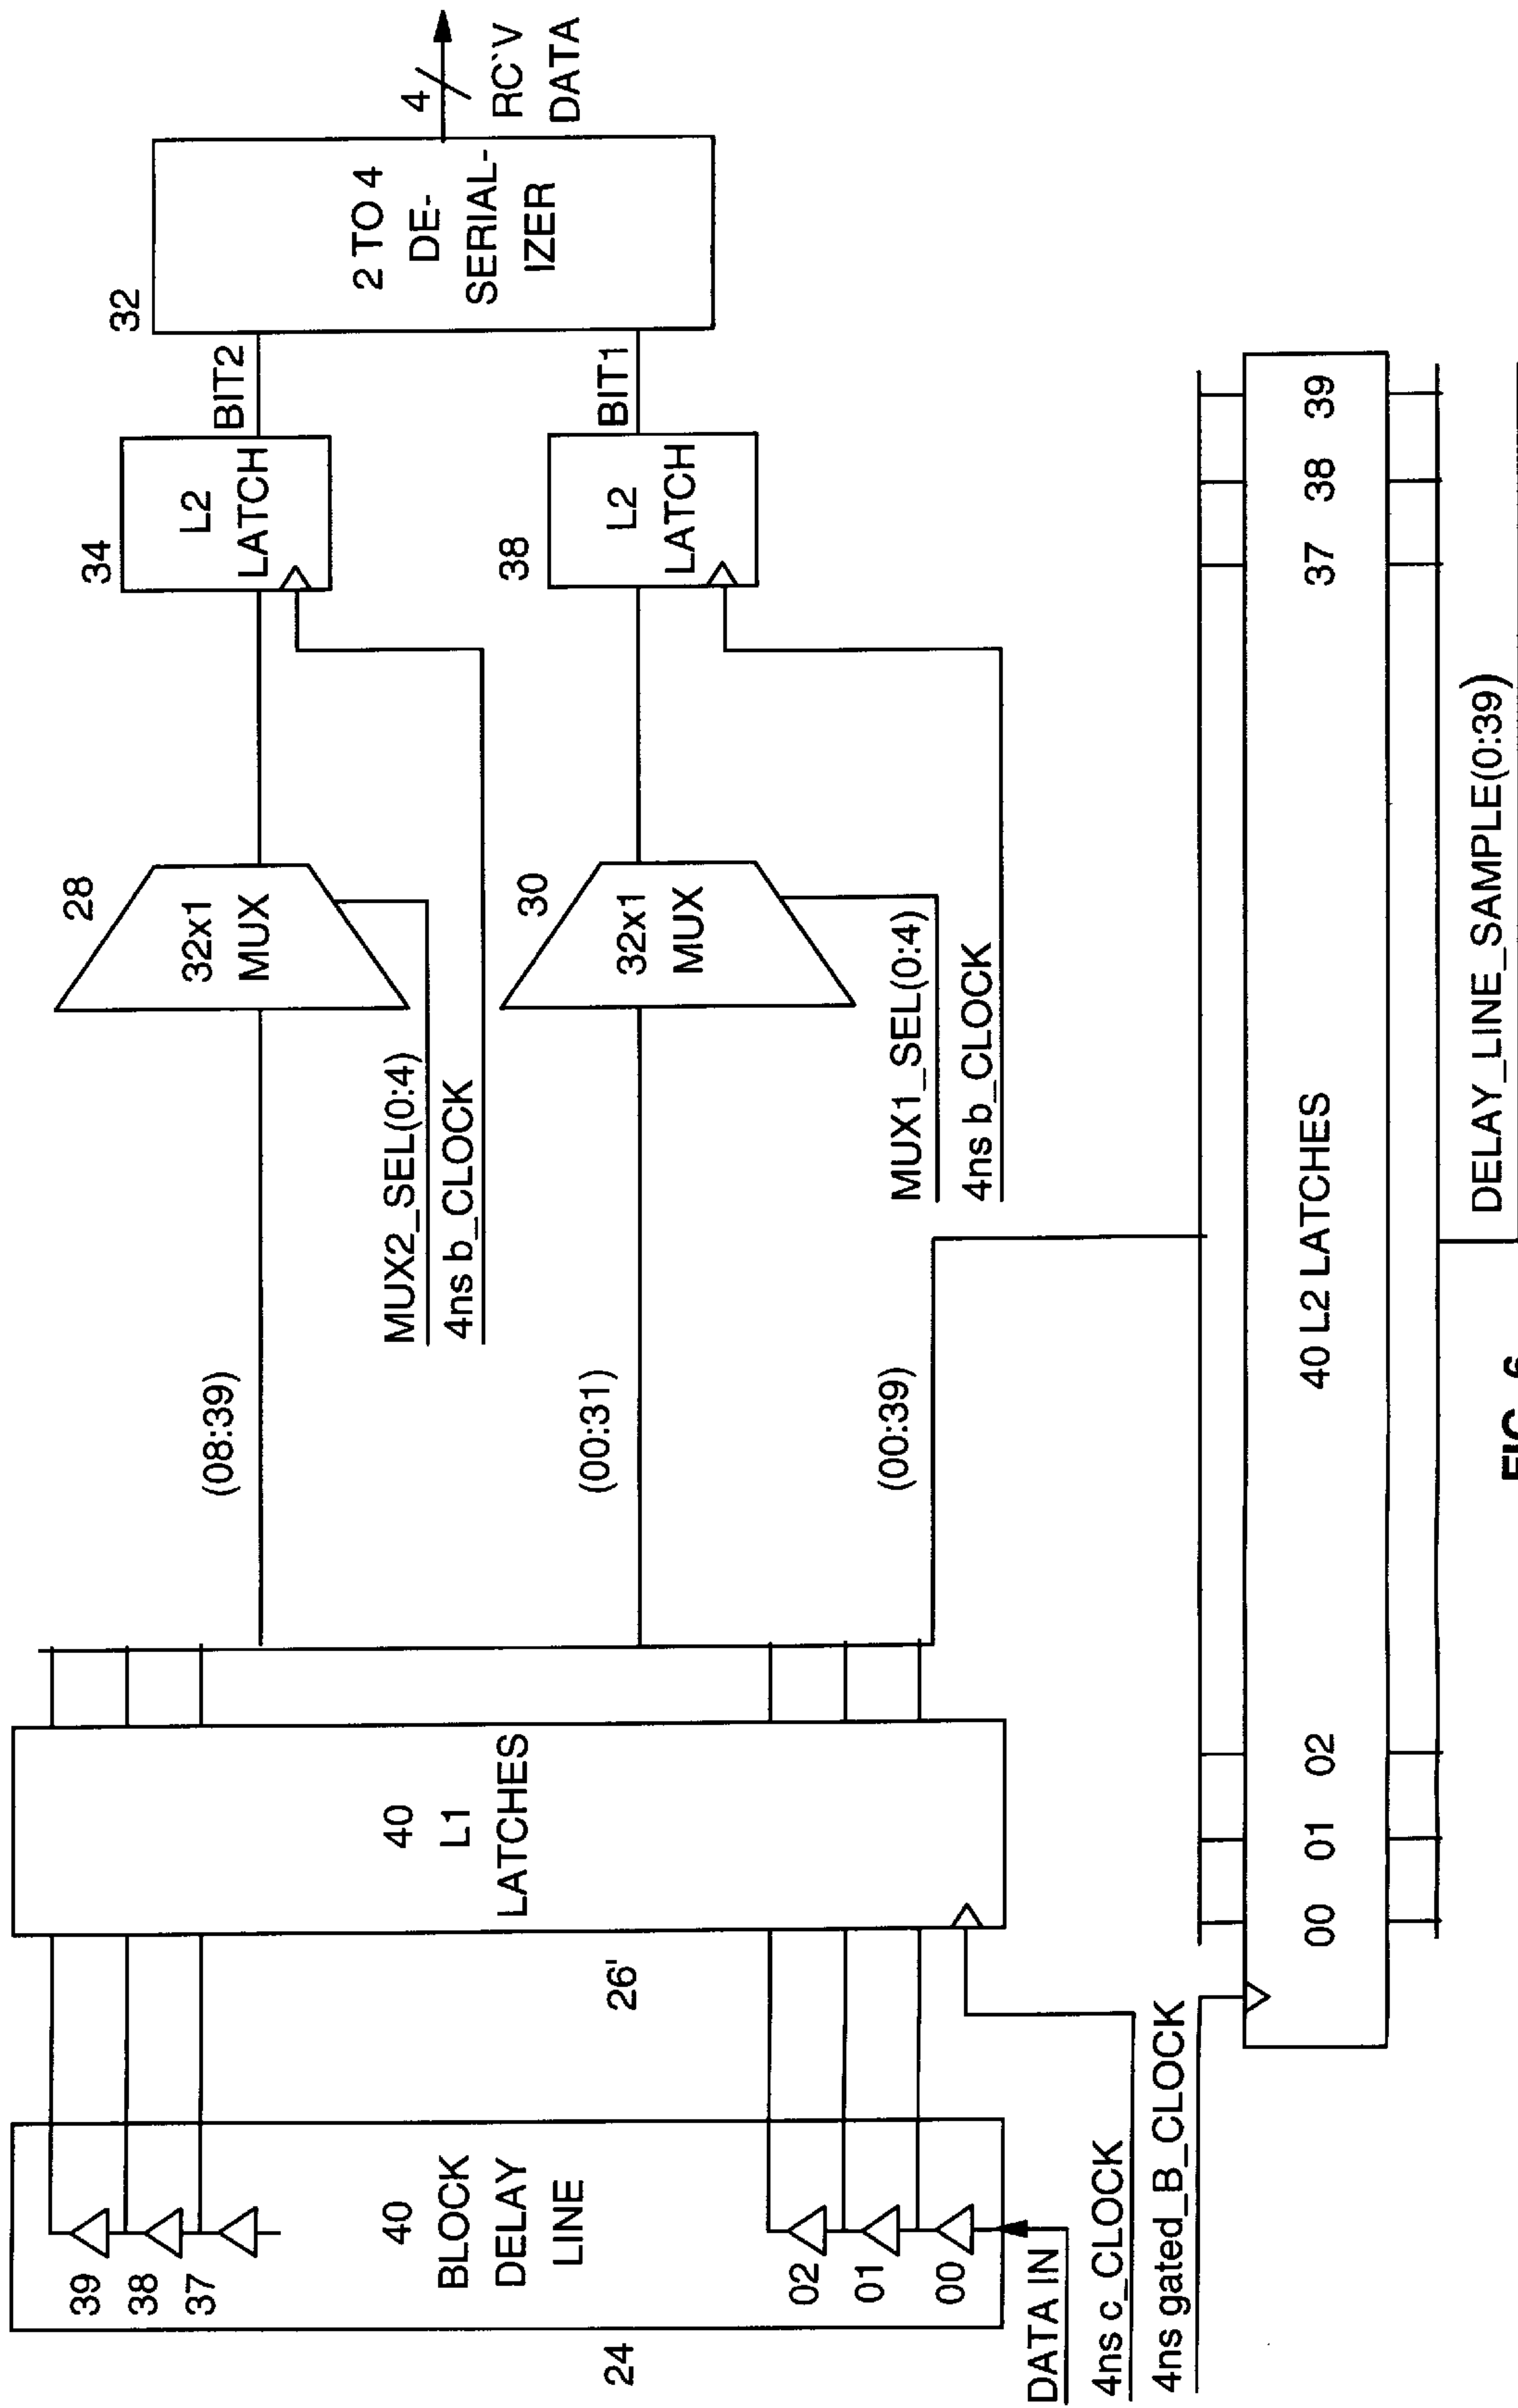 39
38
37
40
BLOCK
DELAY
LINE
02
01
00
24
DATA IN
4ns c_CLOCK
4ns gated_B_CLOCK
40
L1
LATCHES
26'
(08:39)
(00:31)
(00:39)
28
32x1
MUX
MUX2_SEL(0:4)
4ns b_CLOCK
30
32x1
MUX
MUX1_SEL(0:4)
4ns b_CLOCK
34
L2
LATCH
38
L2
LATCH
BIT2
BIT1
32
2 TO 4
DE-
SERIAL-
IZER
4
RC`V
DATA
00 01 02
40 L2 LATCHES
37 38 39
DELAY_LINE_SAMPLE(0:39)